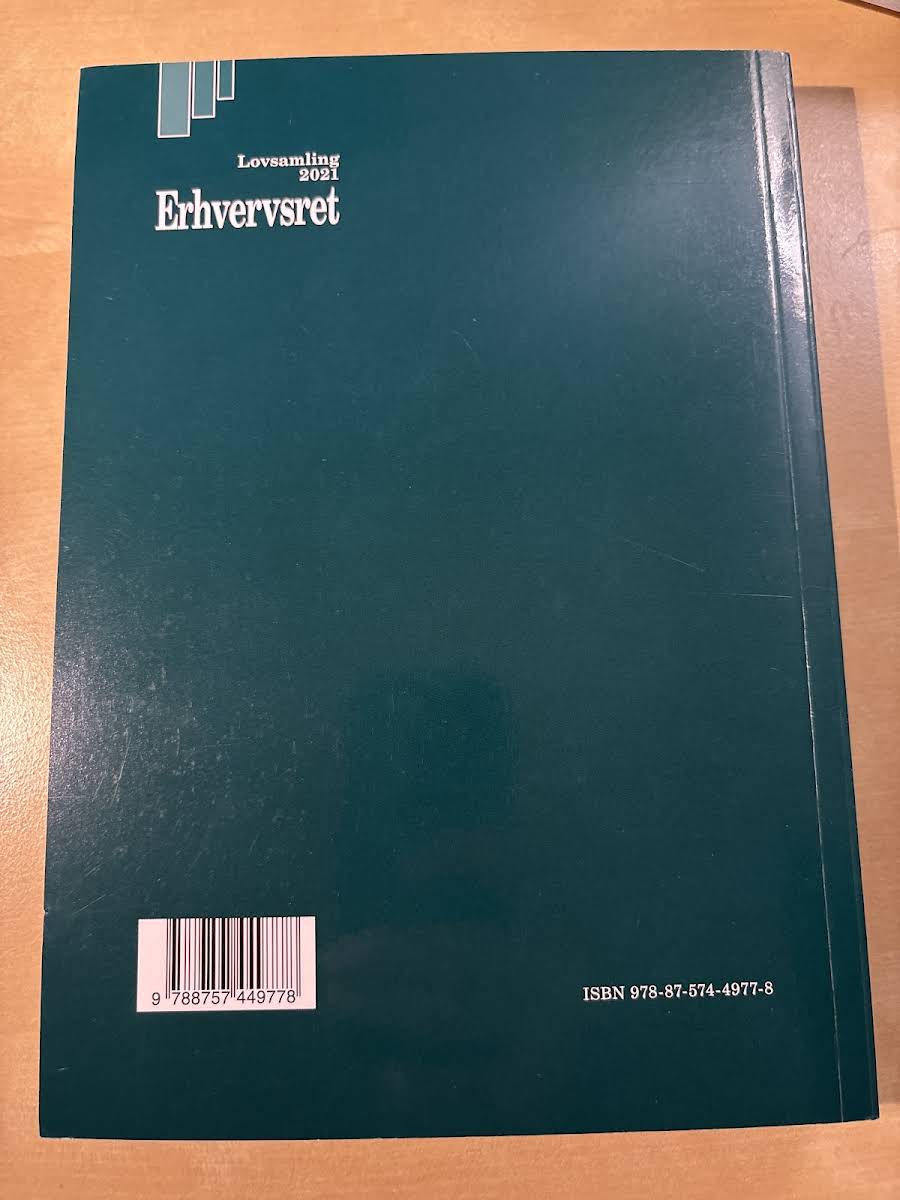 Lovsamling
2021
Erhvervsret
9 788757 449778
ISBN 978-87-574-4977-8